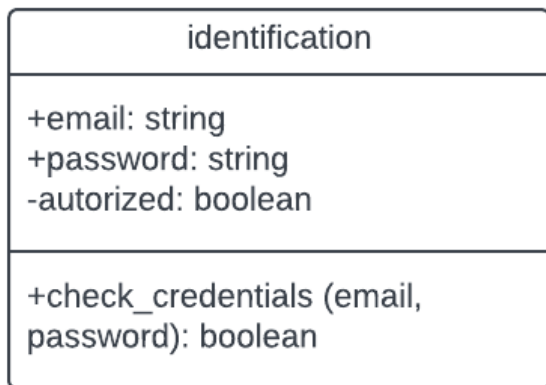 identification
+email: string
+password: string
-autorized: boolean
+check_credentials (email,
password): boolean